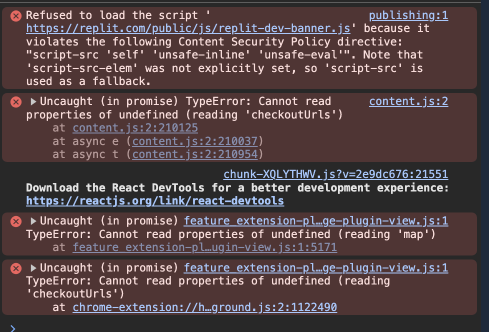 Refused to load the script ' publishing:1
https://replit.com/public/js/replit-dev-banner.js' because it
violates the following Content Security Policy directive:
"script-src 'self' 'unsafe-inline' 'unsafe-eval'". Note that
'script-src-elem' was not explicitly set, so 'script-src' is
used as a fallback.
Uncaught (in promise) TypeError: Cannot read content.js:2
properties of undefined (reading 'checkoutUrls')
at content.js:2:210125
at async e (content.js:2:210037)
at async t (content.js:2:210954)
chunk-XQLYTHWV.js?v=2e9dc676:21551
Download the React DevTools for a better development experience:
https://reactjs.org/link/react-devtools
Uncaught (in promise) feature_extension-pl…ge-plugin-view.js:1
TypeError: Cannot read properties of undefined (reading 'map')
at feature_extension-pl…ugin-view.js:1:5171
Uncaught (in promise) feature_extension-pl…ge-plugin-view.js:1
TypeError: Cannot read properties of undefined (reading
'checkoutUrls')
at chrome-extension://h…ground.js:2:1122490